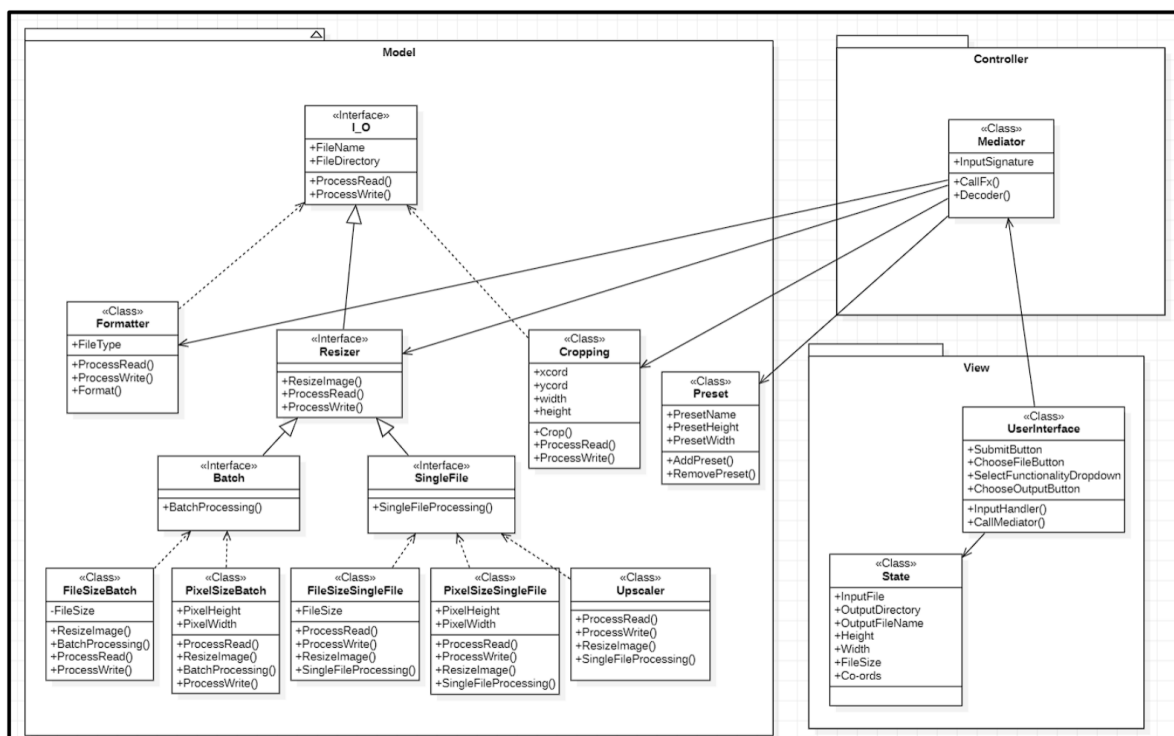 Model
«Interface»
I_O
+FileName
+FileDirectory
+ProcessRead()
+ProcessWrite()
«Class»
Formatter
+FileType
+ProcessRead()
+ProcessWrite()
+Format()
«Interface»
Resizer
+ResizeImage()
+ProcessRead()
+ProcessWrite()
«Class»
Cropping
+xcord
+ycord
+width
+height
+Crop()
+ProcessRead()
+ProcessWrite()
«Class»
Preset
+PresetName
+PresetHeight
+PresetWidth
+AddPreset()
+RemovePreset()
«Interface»
Batch
+BatchProcessing()
«Interface»
SingleFile
+SingleFileProcessing()
«Class»
FileSizeBatch
-FileSize
+ResizeImage()
+BatchProcessing()
+ProcessRead()
+ProcessWrite()
«Class»
PixelSizeBatch
+PixelHeight
+PixelWidth
+ProcessRead()
+ResizeImage()
+BatchProcessing()
+ProcessWrite()
«Class»
FileSizeSingleFile
+FileSize
+ProcessRead()
+ProcessWrite()
+ResizeImage()
+SingleFileProcessing()
«Class»
PixelSizeSingleFile
+PixelHeight
+PixelWidth
+ProcessRead()
+ProcessWrite()
+ResizeImage()
+SingleFileProcessing()
«Class»
Upscaler
+ProcessRead()
+ProcessWrite()
+ResizeImage()
+SingleFileProcessing()
Controller
«Class»
Mediator
+InputSignature
+CallFx()
+Decoder()
View
«Class»
UserInterface
+SubmitButton
+ChooseFileButton
+SelectFunctionalityDropdown
+ChooseOutputButton
+InputHandler()
+CallMediator()
«Class»
State
+InputFile
+OutputDirectory
+OutputFileName
+Height
+Width
+FileSize
+Co-ords